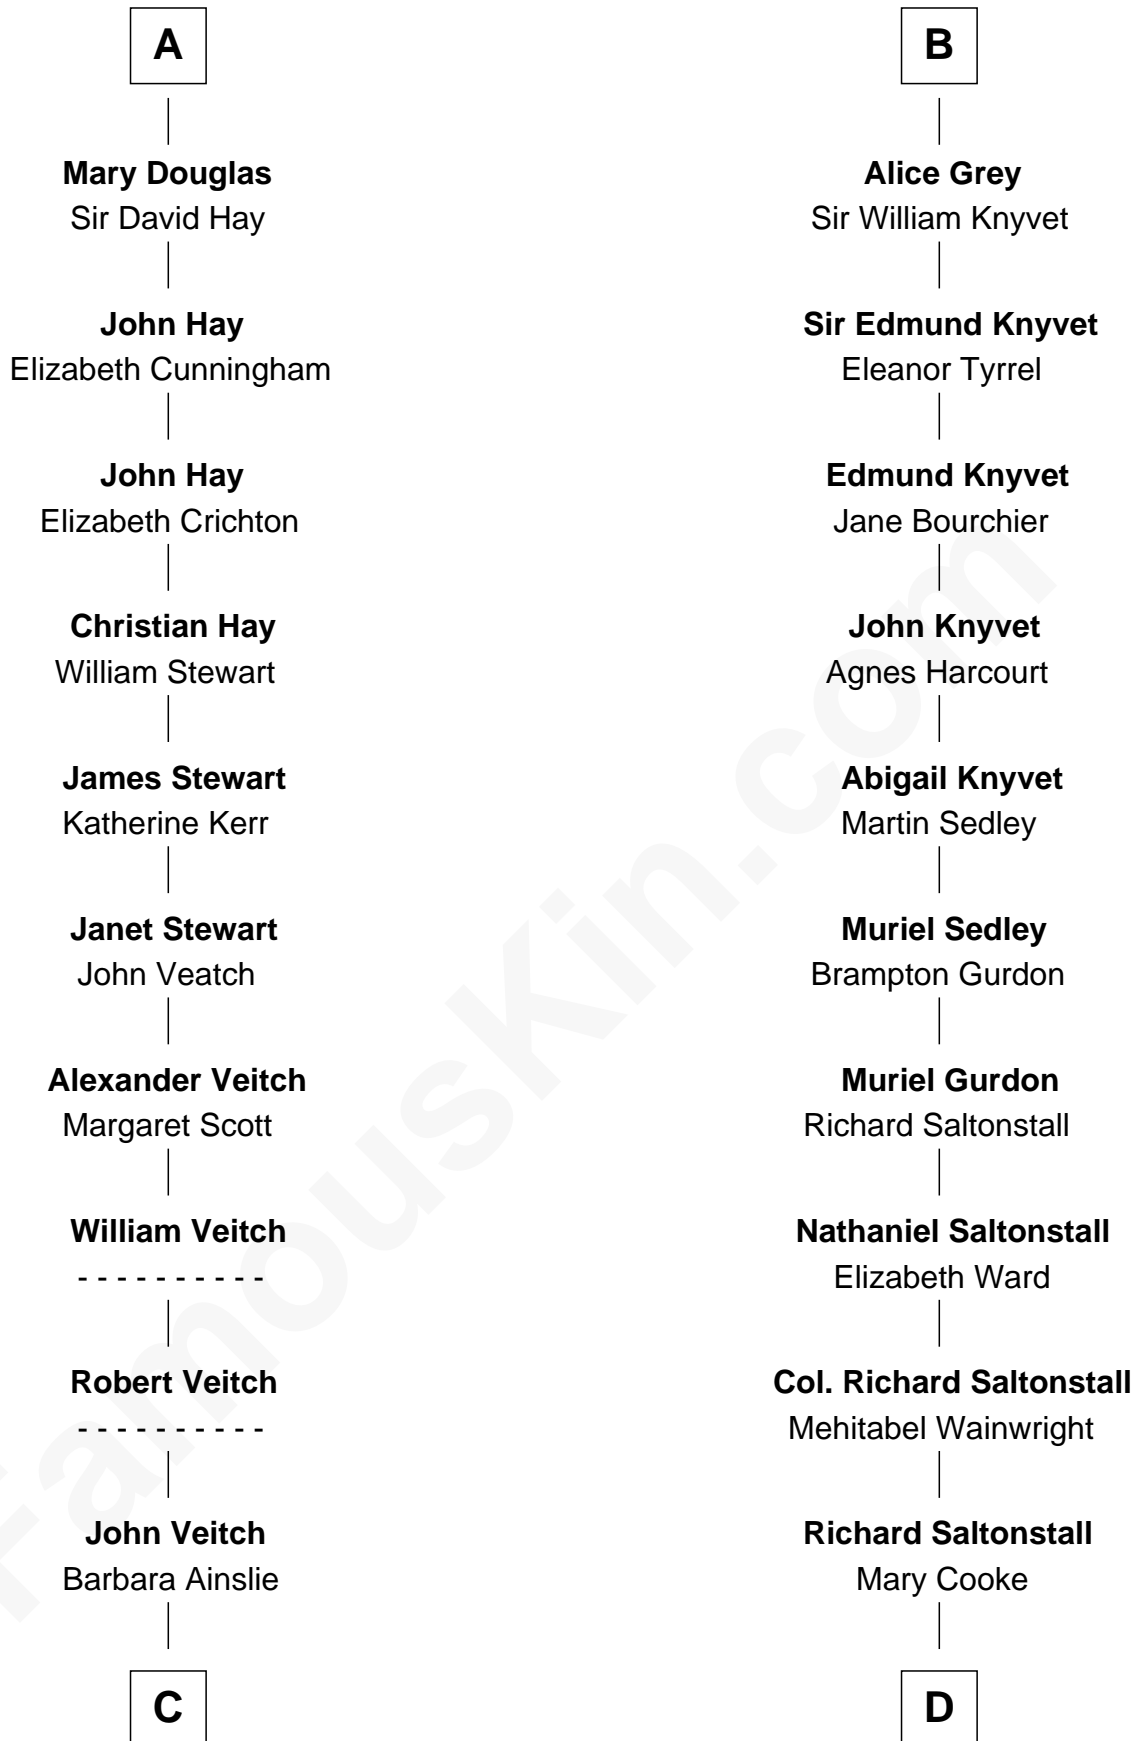 A
Mary Douglas
Sir David Hay
John Hay
Elizabeth Cunningham
John Hay
Elizabeth Crichton
Christian Hay
William Stewart
James Stewart
Katherine Kerr
Janet Stewart
John Veatch
Alexander Veitch
Margaret Scott
William Veitch
- - - - - - - - - -
Robert Veitch
- - - - - - - - - -
John Veitch
Barbara Ainslie
C
B
Alice Grey
Sir William Knyvet
Sir Edmund Knyvet
Eleanor Tyrrel
Edmund Knyvet
Jane Bourchier
John Knyvet
Agnes Harcourt
Abigail Knyvet
Martin Sedley
Muriel Sedley
Brampton Gurdon
Muriel Gurdon
Richard Saltonstall
Nathaniel Saltonstall
Elizabeth Ward
Col. Richard Saltonstall
Mehitabel Wainwright
Richard Saltonstall
Mary Cooke
D
FamousKin.com